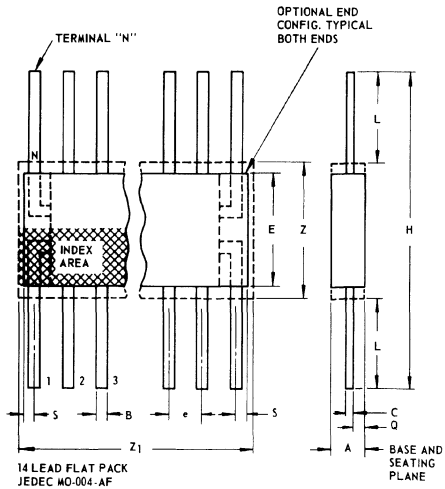 OPTIONAL END
CONFIG. TYPICAL
BOTH ENDS
TERMINAL "N"
L
N
E
Z
H
INDEX
AREA
L
1 2 3
S
B
e
S
C
Q
Z1
A
BASE AND
SEATING
PLANE
14 LEAD FLAT PACK
JEDEC MO-004-AF